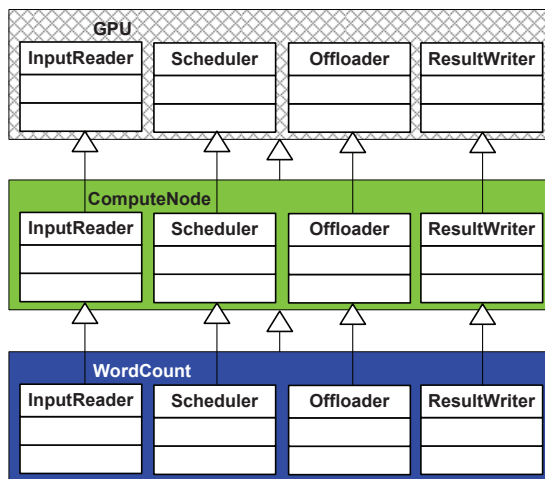 GPU
InputReader Scheduler Offloader ResultWriter
ComputeNode
InputReader Scheduler Offloader ResultWriter
WordCount
InputReader Scheduler Offloader ResultWriter